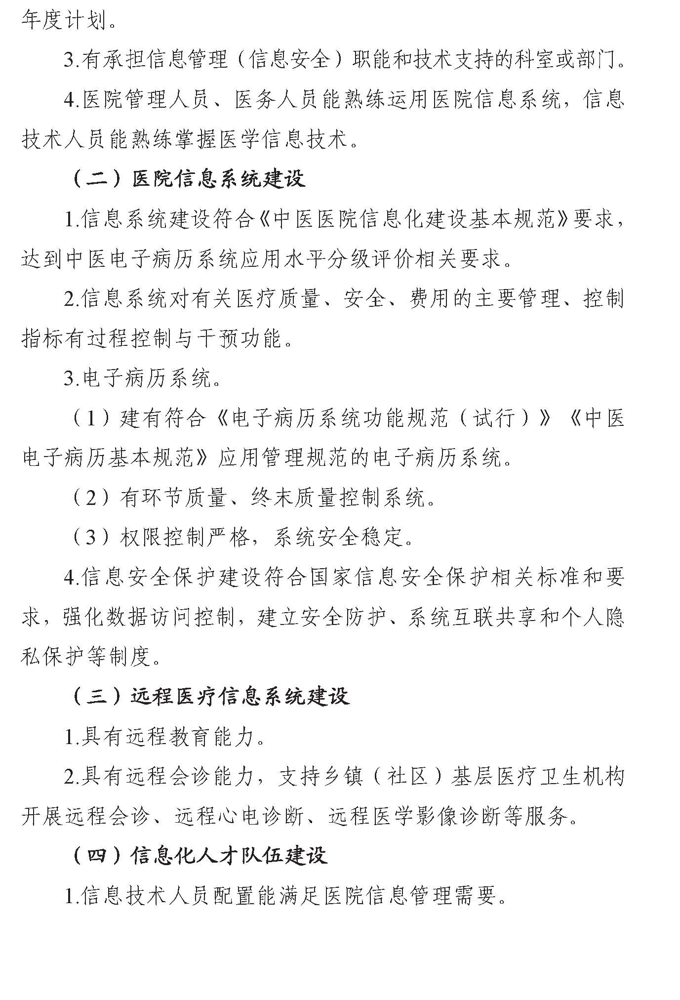 年度计划。
3.有承担信息管理（信息安全）职能和技术支持的科室或部门。
4.医院管理人员、医务人员能熟练运用医院信息系统，信息
技术人员能熟练掌握医学信息技术。
（二）医院信息系统建设
1.信息系统建设符合《中医医院信息化建设基本规范》要求，
达到中医电子病历系统应用水平分级评价相关要求。
2.信息系统对有关医疗质量、安全、费用的主要管理、控制
指标有过程控制与干预功能。
3.电子病历系统。
（1）建有符合《电子病历系统功能规范（试行）》《中医
电子病历基本规范》应用管理规范的电子病历系统。
（2）有环节质量、终末质量控制系统。
（3）权限控制严格，系统安全稳定。
4.信息安全保护建设符合国家信息安全保护相关标准和要
求，强化数据访问控制，建立安全防护、系统互联共享和个人隐
私保护等制度。
（三）远程医疗信息系统建设
1.具有远程教育能力。
2.具有远程会诊能力，支持乡镇（社区）基层医疗卫生机构
开展远程会诊、远程心电诊断、远程医学影像诊断等服务。
（四）信息化人才队伍建设
1.信息技术人员配置能满足医院信息管理需要。